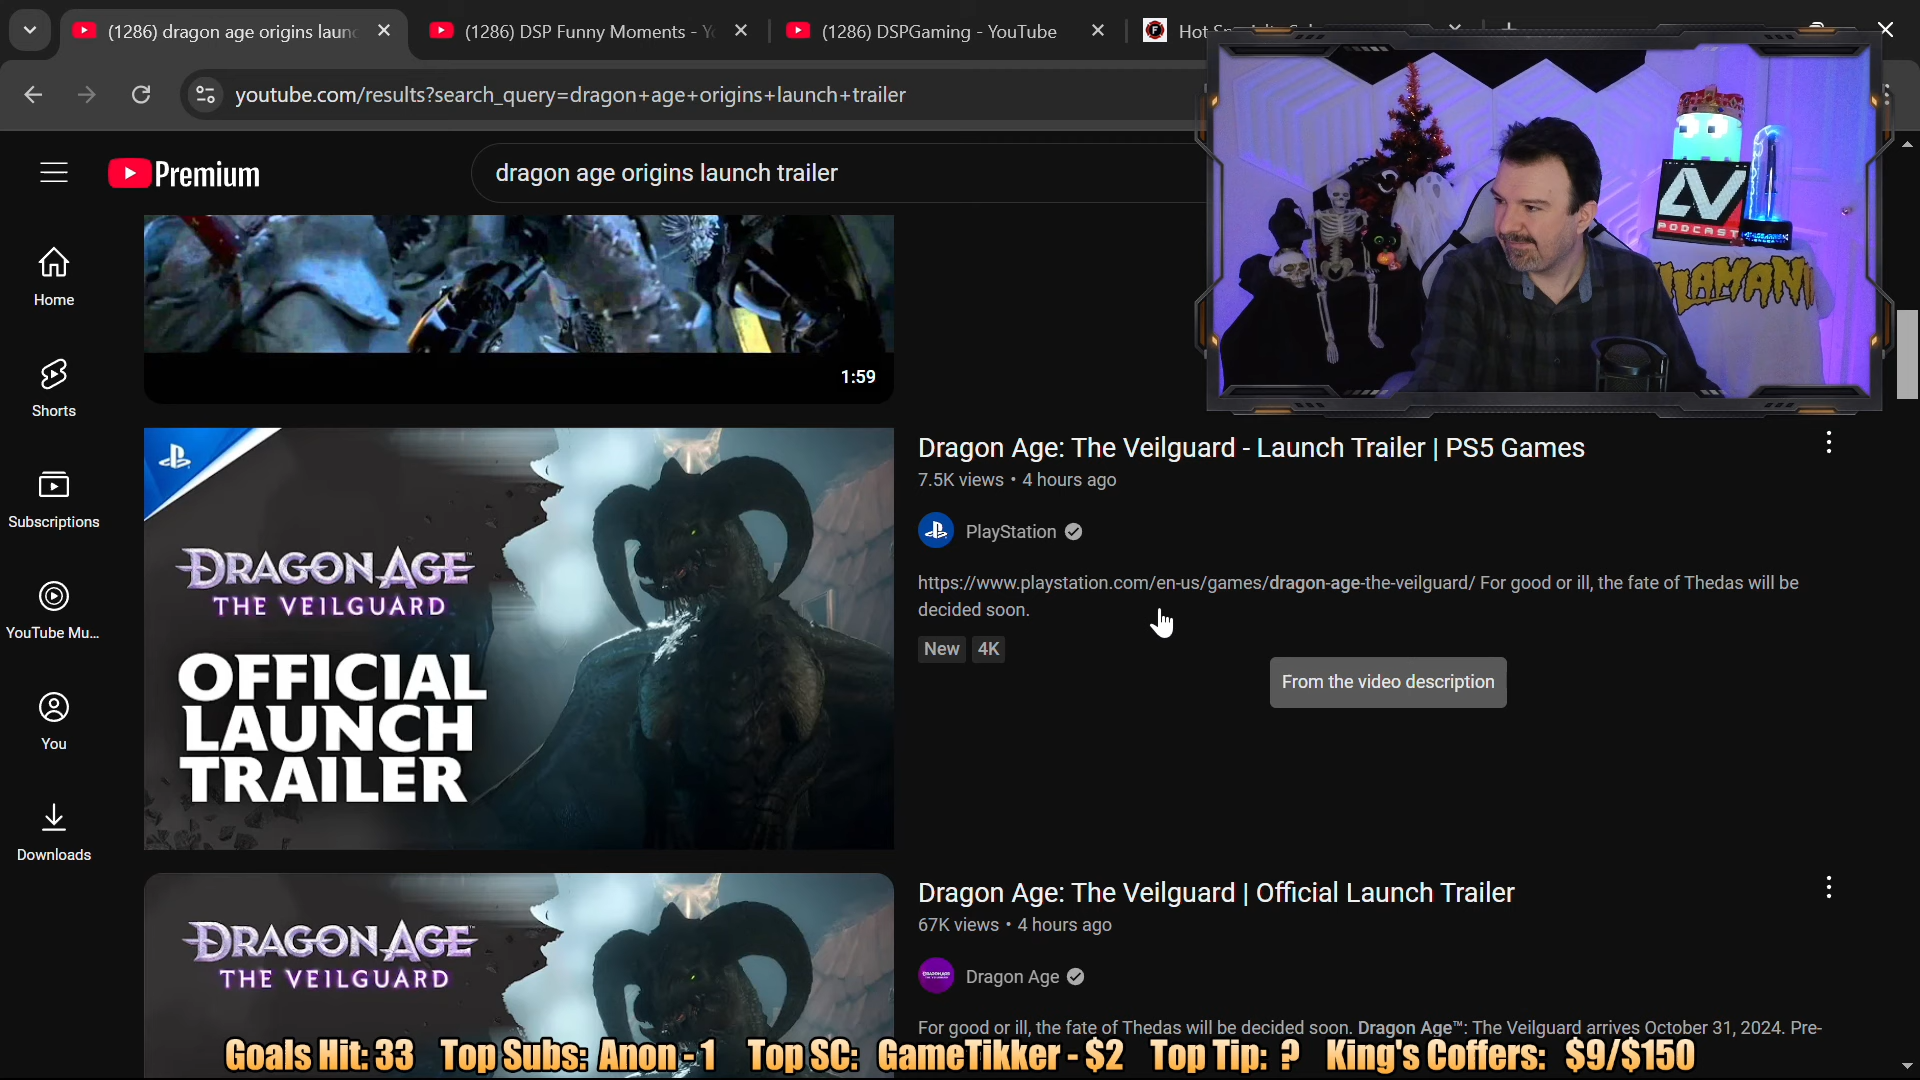 (1286) dragon age origins laun
(1286) DSP Funny Moments - Y
(1286) DSPGaming - YouTube
youtube.com/results?search_query=dragon+age+origins+launch+trailer
Premium
dragon age origins launch trailer
Home
Shorts
Subscriptions
YouTube Mu...
You
Downloads
1:59
LV
PODCAST
DRAGON AGE
THE VEILGUARD
OFFICIAL
LAUNCH
TRAILER
Dragon Age: The Veilguard - Launch Trailer | PS5 Games
7.5K views • 4 hours ago
PlayStation
https://www.playstation.com/en-us/games/dragon-age-the-veilguard/ For good or ill, the fate of Thedas will be
decided soon.
New 4K
From the video description
DRAGON AGE
THE VEILGUARD
Dragon Age: The Veilguard | Official Launch Trailer
67K views • 4 hours ago
Dragon Age
For good or ill, the fate of Thedas will be decided soon. Dragon Age™: The Veilguard arrives October 31, 2024. Pre-
Goals Hit: 33 Top Subs: Anon - 1 Top SC: GameTikker - $2 Top Tip: ? King's Coffers: $9/$150